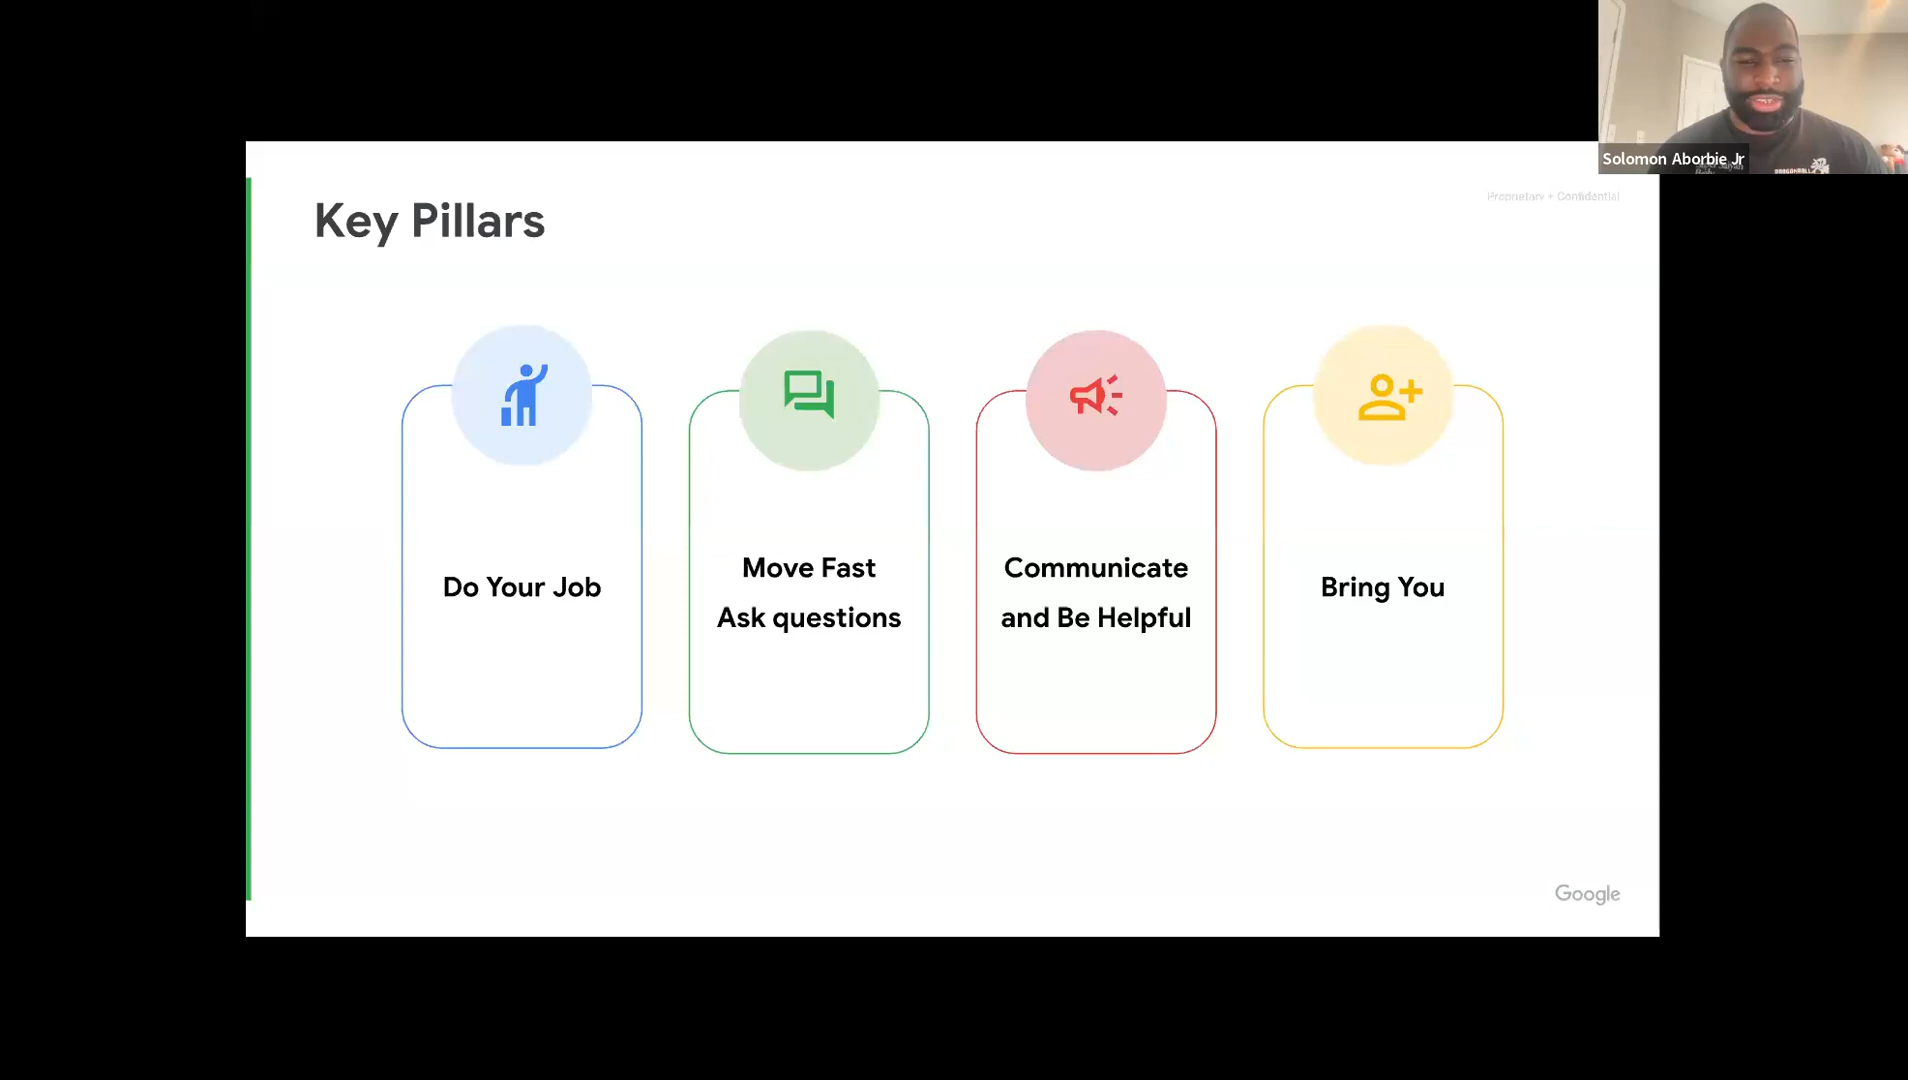 Solomon Aborbie Jr
Proprietary + Confidential
Key Pillars
Do Your Job
Move Fast
Ask questions
Communicate
and Be Helpful
Bring You
Google